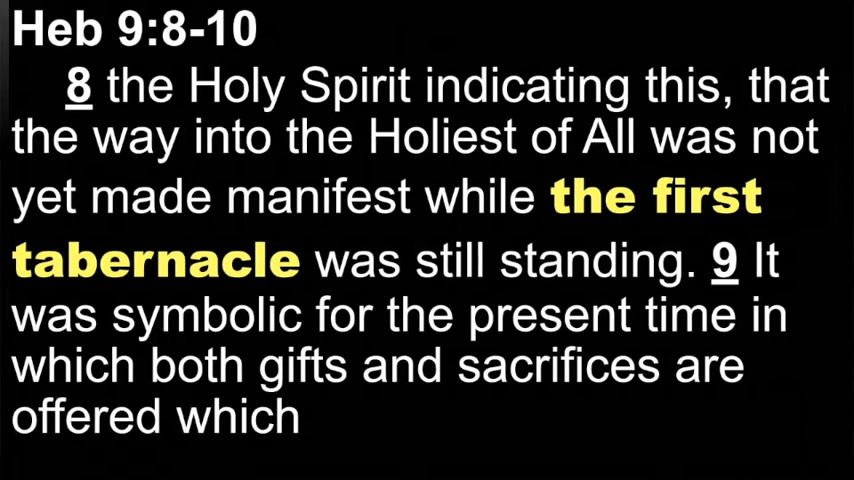 Heb 9:8-10
8 the Holy Spirit indicating this, that
the way into the Holiest of All was not
yet made manifest while the first
tabernacle was still standing. 9 It
was symbolic for the present time in
which both gifts and sacrifices are
offered which